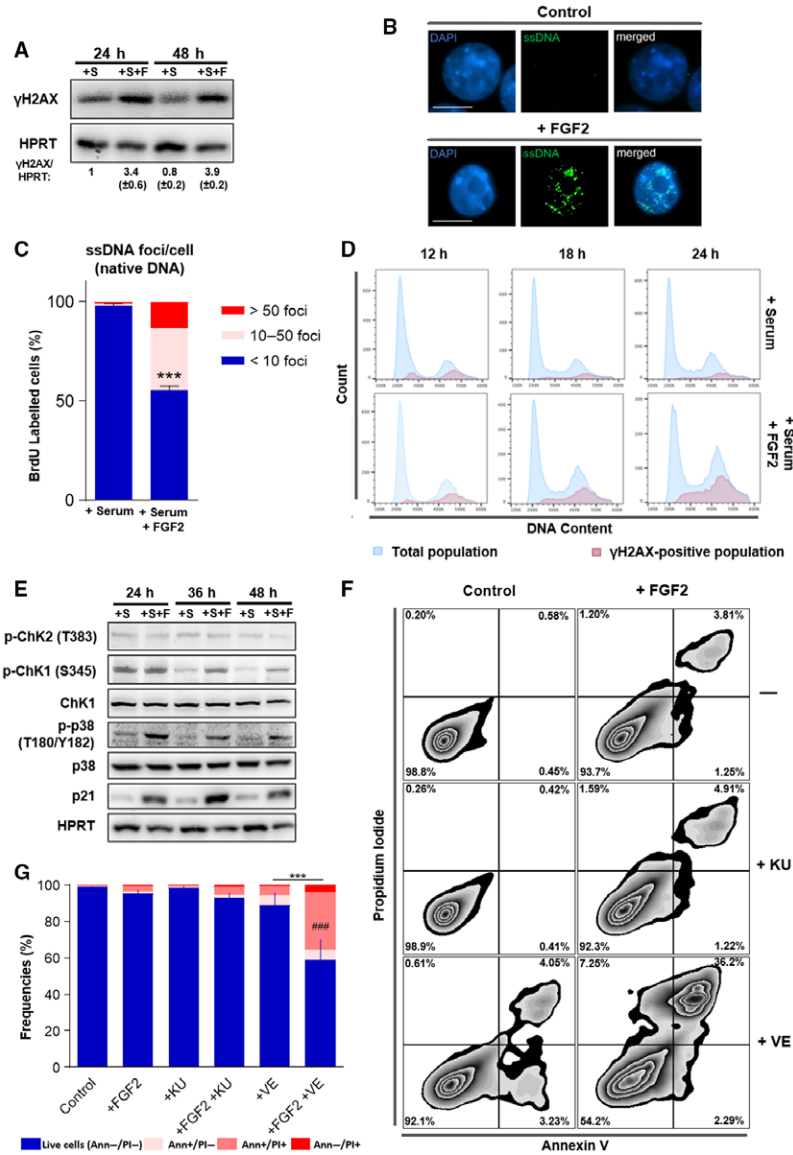 A
24 h 48 h
+S +S+F +S +S+F
γH2AX
HPRT
γH2AX/
HPRT:
1 3.4 0.8 3.9
(±0.6) (±0.2) (±0.2)
B
Control
DAPI ssDNA merged
+ FGF2
DAPI ssDNA merged
C
ssDNA foci/cell
(native DNA)
BrdU Labelled cells (%)
100
50
0
***
+ Serum + Serum
+ FGF2
> 50 foci
10–50 foci
< 10 foci
D
12 h 18 h 24 h
Count
+ Serum
+ Serum
+ FGF2
DNA Content
Total population
γH2AX-positive population
E
24 h 36 h 48 h
+S +S+F +S +S+F +S +S+F
p-ChK2 (T383)
p-ChK1 (S345)
ChK1
p-p38
(T180/Y182)
p38
p21
HPRT
F
Control + FGF2
0.20% 0.58% 1.20% 3.81%
—
98.8% 0.45% 93.7% 1.25%
0.26% 0.42% 1.59% 4.91%
+ KU
98.9% 0.41% 92.3% 1.22%
0.61% 4.05% 7.25% 36.2%
+ VE
92.1% 3.23% 54.2% 2.29%
Propidium Iodide
Annexin V
G
Frequencies (%)
100
80
60
40
20
0
***
###
Control
+FGF2
+KU
+FGF2 +KU
+VE
+FGF2 +VE
Live cells (Ann–/PI–) Ann+/PI– Ann+/PI+ Ann–/PI+